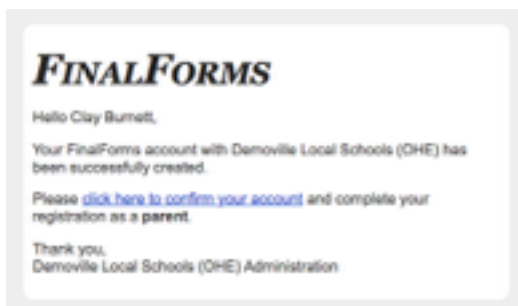 FINALFORMS
Hello Clay Burnett,
Your FinalForms account with Demoville Local Schools (OHE) has
been successfully created.
Please click here to confirm your account and complete your
registration as a parent.
Thank you,
Demoville Local Schools (OHE) Administration